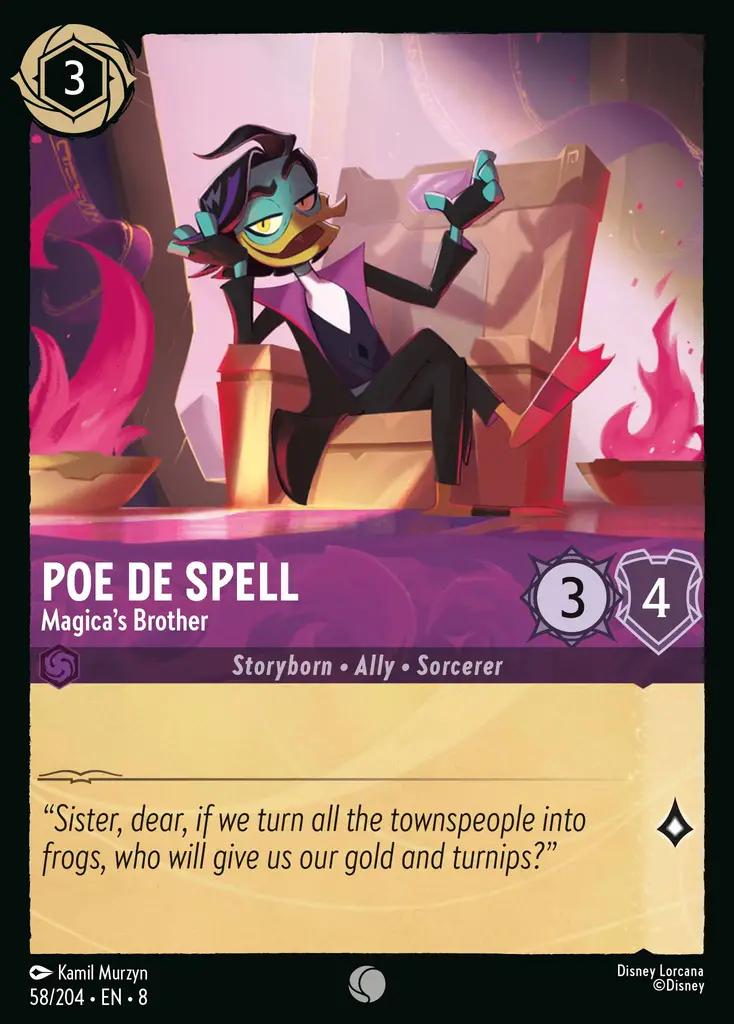 3
POE DE SPELL
Magica’s Brother
3 4
Storyborn • Ally • Sorcerer
“Sister, dear, if we turn all the townspeople into
frogs, who will give us our gold and turnips?”
Kamil Murzyn
58/204 • EN • 8
Disney Lorcana
©Disney